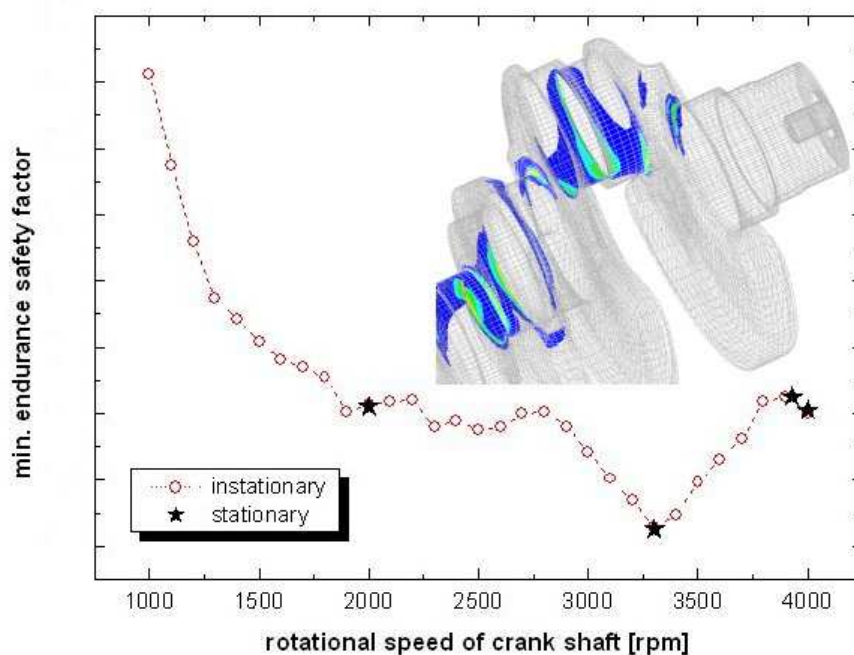 min. endurance safety factor
instationary
stationary
1000 1500 2000 2500 3000 3500 4000
rotational speed of crank shaft [rpm]